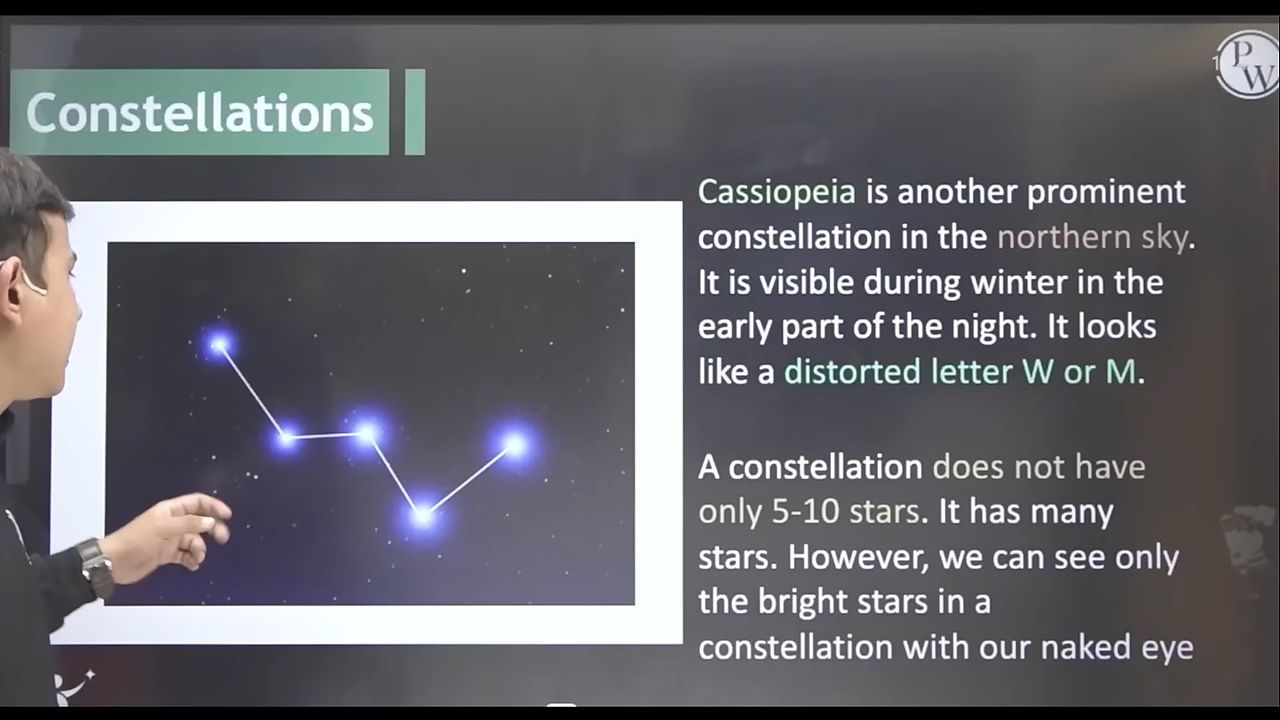 Constellations
PW
Cassiopeia is another prominent
constellation in the northern sky.
It is visible during winter in the
early part of the night. It looks
like a distorted letter W or M.
A constellation does not have
only 5-10 stars. It has many
stars. However, we can see only
the bright stars in a
constellation with our naked eye